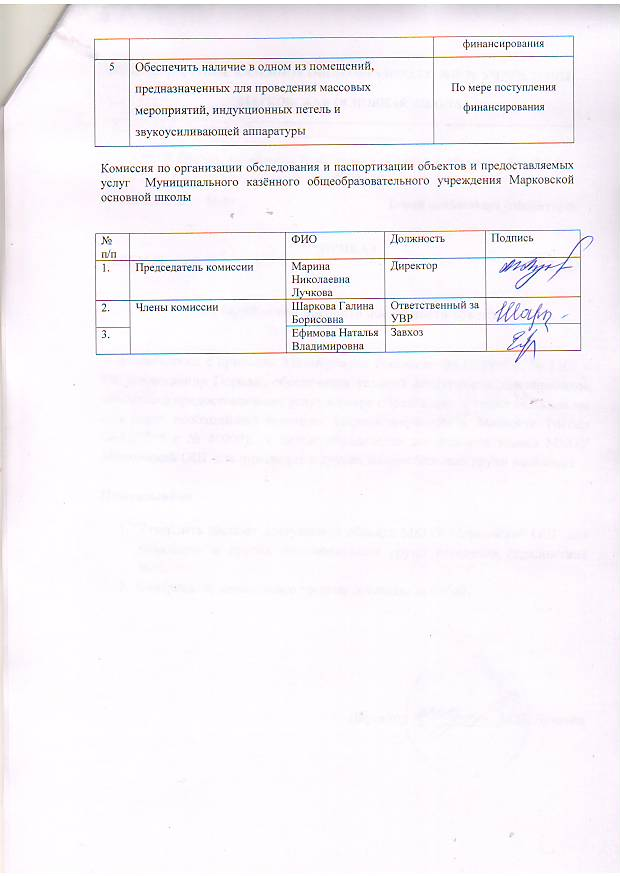 финансирования
5 Обеспечить наличие в одном из помещений,
предназначенных для проведения массовых
мероприятий, индукционных петель и
звукоусиливающей аппаратуры
По мере поступления
финансирования
Комиссия по организации обследования и паспортизации объектов и предоставляемых
услуг Муниципального казённого общеобразовательного учреждения Марковской
основной школы
№ п/п ФИО Должность Подпись
1. Председатель комиссии Марина Николаевна Лучкова Директор
2. Члены комиссии Шаркова Галина Борисовна Ответственный за УВР
3. Ефимова Наталья Владимировна Завхоз